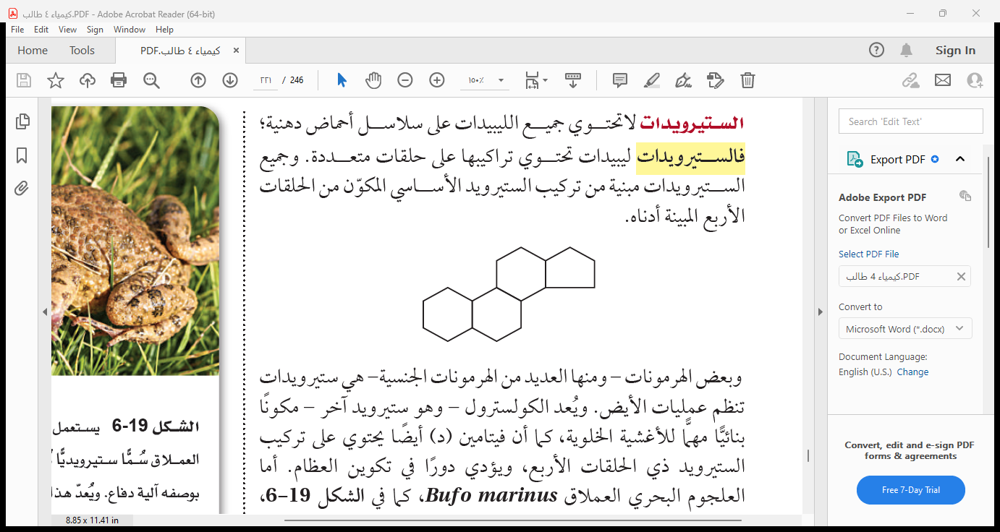 كيمياء ٤ طالب.PDF - Adobe Acrobat Reader (64-bit)
File Edit View Sign Window Help
Home Tools كيمياء ٤ طالب.PDF × Sign In
٢٢١ / 246 ١٥٠٪
الستيرويدات لاتحتوي جميع الليبيدات على سلاسل أحماض دهنية؛
فالستيرويدات ليبيدات تحتوي تراكيبها على حلقات متعددة. وجميع
الستيرويدات مبنية من تركيب الستيرويد الأساسي المكوّن من الحلقات
الأربع المبينة أدناه.
وبعض الهرمونات – ومنها العديد من الهرمونات الجنسية– هي ستيرويدات
تنظم عمليات الأيض. ويُعد الكولسترول – وهو ستيرويد آخر – مكونًا
بنائيًّا مهمًّا للأغشية الخلوية، كما أن فيتامين (د) أيضًا يحتوي على تركيب
الستيرويد ذي الحلقات الأربع، ويؤدي دورًا في تكوين العظام. أما
العلجوم البحري العملاق Bufo marinus، كما في الشكل 19-6،
الشكل 19-6 يستعمل
العملاق سُمًّا ستيرويديًّا
بوصفه آلية دفاع. ويُعدّ هذا
8.85 x 11.41 in
Search 'Edit Text'
Export PDF
Adobe Export PDF
Convert PDF Files to Word
or Excel Online
Select PDF File
كيمياء 4 طالب.PDF
Convert to
Microsoft Word (*.docx)
Document Language:
English (U.S.) Change
Convert, edit and e-sign PDF
forms & agreements
Free 7-Day Trial